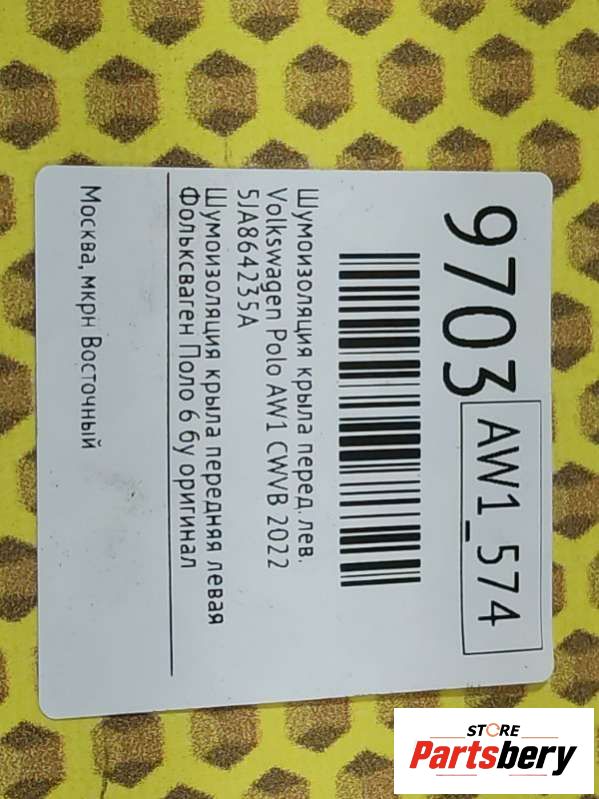 9703
AW1_574
Шумоизоляция крыла перед. лев.
Volkswagen Polo AW1 CWVB 2022
5JA864235A
Шумоизоляция крыла передняя левая
Фольксваген Поло 6 бу оригинал
Москва, мкрн Восточный
STORE
Partsbery